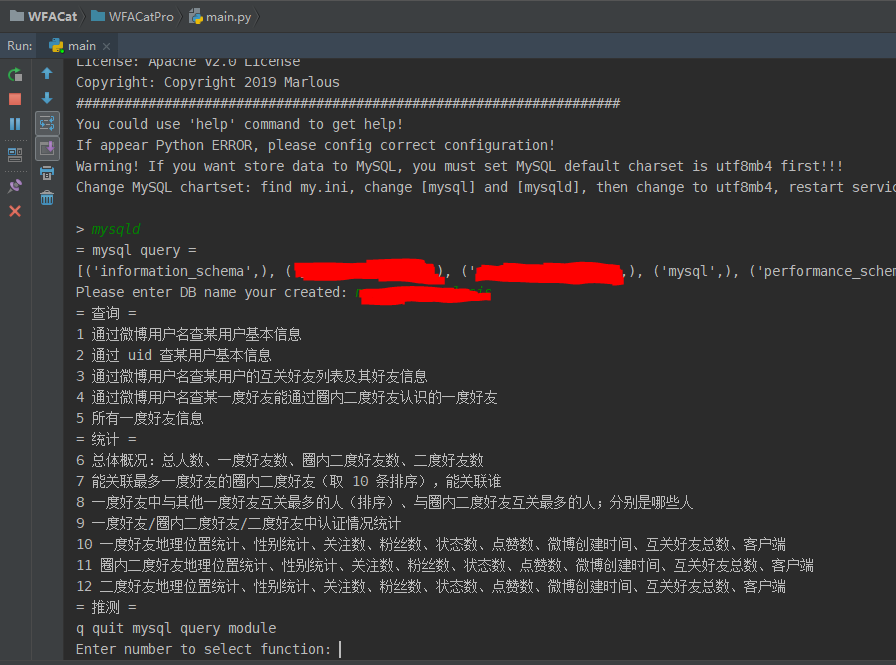 WFACat WFACatPro main.py
Run: main
License: Apache v2.0 License
Copyright: Copyright 2019 Marlous
####################################################################
You could use 'help' command to get help!
If appear Python ERROR, please config correct configuration!
Warning! If you want store data to MySQL, you must set MySQL default charset is utf8mb4 first!!!
Change MySQL chartset: find my.ini, change [mysql] and [mysqld], then change to utf8mb4, restart servic
> mysqld
= mysql query =
[('information_schema',), ( ), (' ,), ('mysql',), ('performance_schem
Please enter DB name your created:
= 查询 =
1 通过微博用户名查某用户基本信息
2 通过 uid 查某用户基本信息
3 通过微博用户名查某用户的互关好友列表及其好友信息
4 通过微博用户名查某一度好友能通过圈内二度好友认识的一度好友
5 所有一度好友信息
= 统计 =
6 总体概况：总人数、一度好友数、圈内二度好友数、二度好友数
7 能关联最多一度好友的圈内二度好友（取 10 条排序），能关联谁
8 一度好友中与其他一度好友互关最多的人（排序）、与圈内二度好友互关最多的人；分别是哪些人
9 一度好友/圈内二度好友/二度好友中认证情况统计
10 一度好友地理位置统计、性别统计、关注数、粉丝数、状态数、点赞数、微博创建时间、互关好友总数、客户端
11 圈内二度好友地理位置统计、性别统计、关注数、粉丝数、状态数、点赞数、微博创建时间、互关好友总数、客户端
12 二度好友地理位置统计、性别统计、关注数、粉丝数、状态数、点赞数、微博创建时间、互关好友总数、客户端
= 推测 =
q quit mysql query module
Enter number to select function: